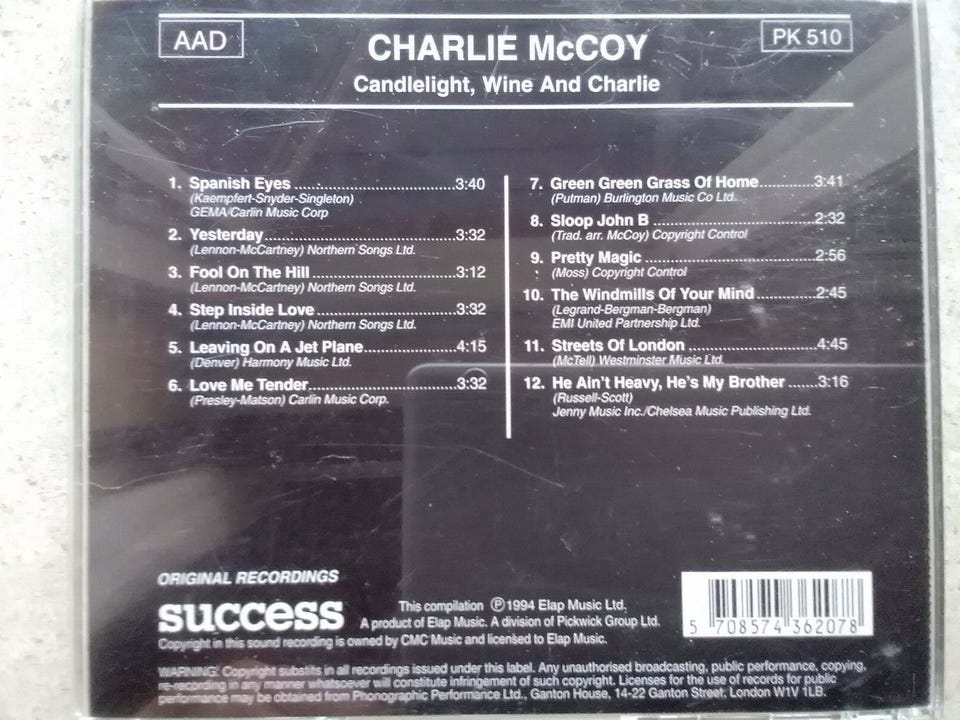 AAD
CHARLIE McCOY
PK 510
Candlelight, Wine And Charlie
1. Spanish Eyes ........................................3:40
(Kaempfert-Snyder-Singleton)
GEMA/Carlin Music Corp
2. Yesterday.............................................3:32
(Lennon-McCartney) Northern Songs Ltd.
3. Fool On The Hill ...................................3:12
(Lennon-McCartney) Northern Songs Ltd.
4. Step Inside Love ..................................3:32
(Lennon-McCartney) Northern Songs Ltd.
5. Leaving On A Jet Plane.......................4:15
(Denver) Harmony Music Ltd.
6. Love Me Tender...................................3:32
(Presley-Matson) Carlin Music Corp.
7. Green Green Grass Of Home.............3:41
(Putman) Burlington Music Co Ltd.
8. Sloop John B .......................................2:32
(Trad. arr. McCoy) Copyright Control
9. Pretty Magic ........................................2:56
(Moss) Copyright Control
10. The Windmills Of Your Mind ..............2:45
(Legrand-Bergman-Bergman)
EMI United Partnership Ltd.
11. Streets Of London ..............................4:45
(McTell) Westminster Music Ltd.
12. He Ain't Heavy, He's My Brother .......3:16
(Russell-Scott)
Jenny Music Inc./Chelsea Music Publishing Ltd.
ORIGINAL RECORDINGS
success
This compilation ℗1994 Elap Music Ltd.
A product of Elap Music. A division of Pickwick Group Ltd.
Copyright in this sound recording is owned by CMC Music and licensed to Elap Music.
5 708574 362078
WARNING: Copyright substits in all recordings issued under this label. Any unauthorised broadcasting, public performance, copying,
re-recording in any manner whatsoever will constitute infringement of such copyright. Licenses for the use of records for public
performance may be obtained from Phonographic Performance Ltd., Ganton House, 14-22 Ganton Street, London W1V 1LB.